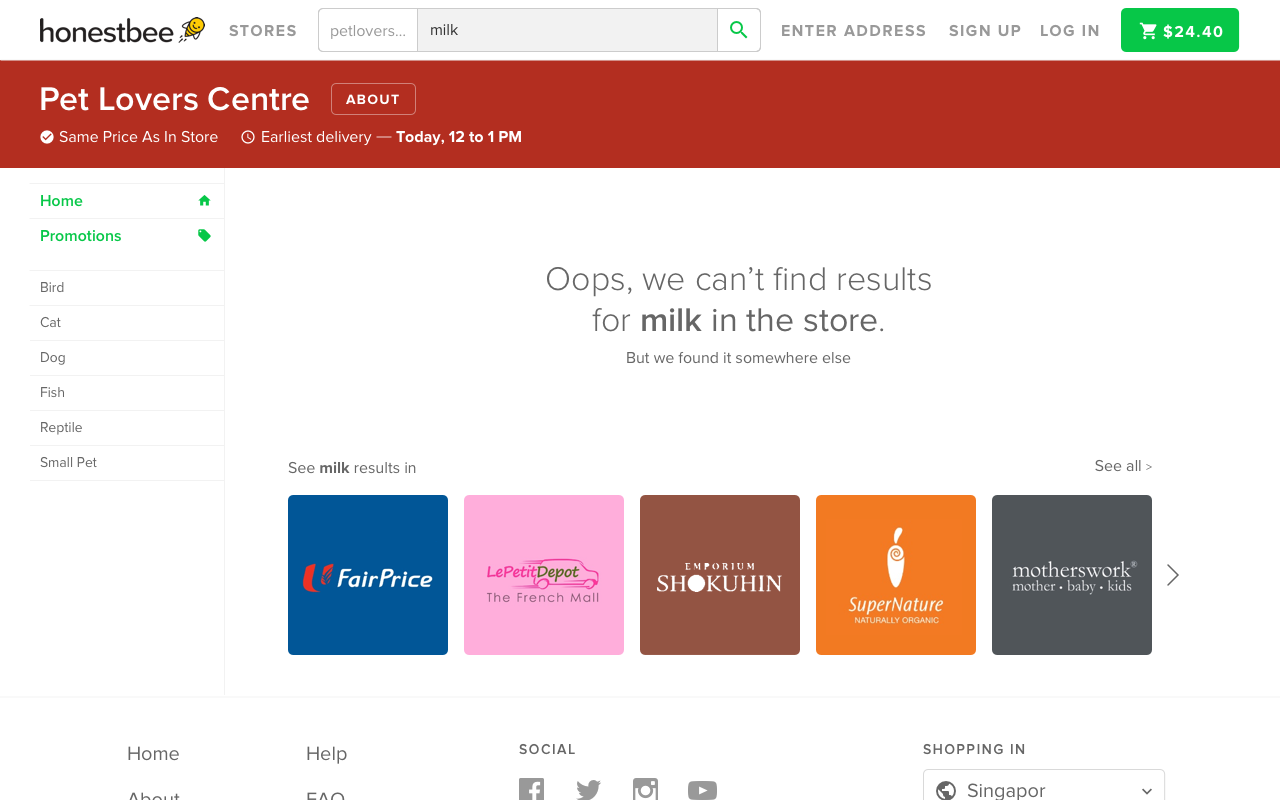 honestbee
STORES
petlovers...
milk
ENTER ADDRESS
SIGN UP
LOG IN
$24.40
Pet Lovers Centre
ABOUT
Same Price As In Store
Earliest delivery — Today, 12 to 1 PM
Home
Promotions
Bird
Cat
Dog
Fish
Reptile
Small Pet
Oops, we can’t find results
for milk in the store.
But we found it somewhere else
See milk results in
See all >
FairPrice
LePetitDepot
The French Mall
EMPORIUM
SHOKUHIN
SuperNature
NATURALLY ORGANIC
motherswork®
mother • baby • kids
Home
Help
SOCIAL
SHOPPING IN
About
FAQ
Singapor